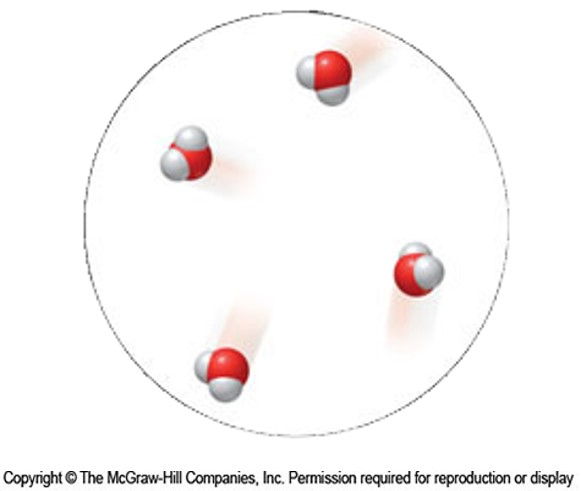 Copyright © The McGraw-Hill Companies, Inc. Permission required for reproduction or display